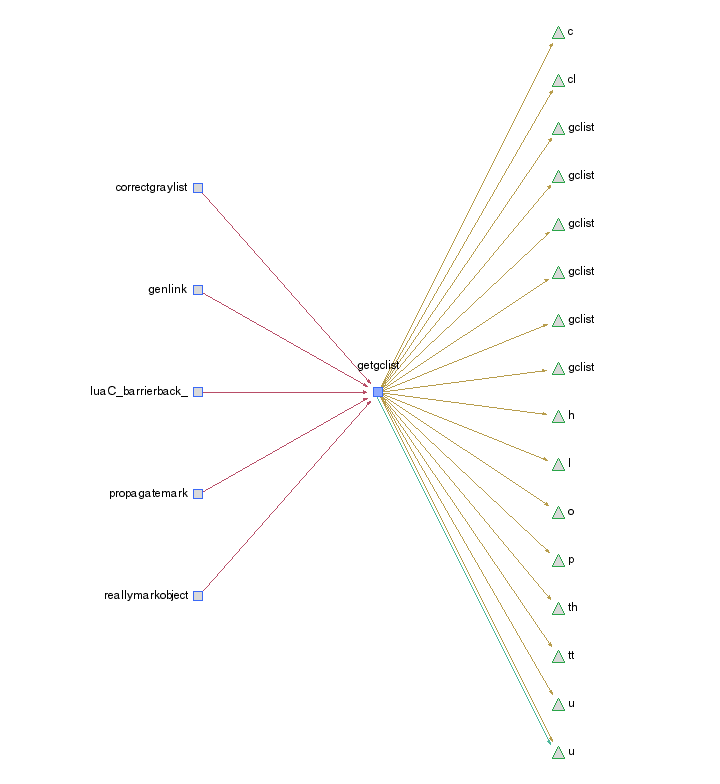 c
cl
gclist
gclist
correctgraylist
gclist
gclist
genlink
gclist
getgclist
gclist
luaC_barrierback_
h
l
propagatemark
o
p
reallymarkobject
th
tt
u
u